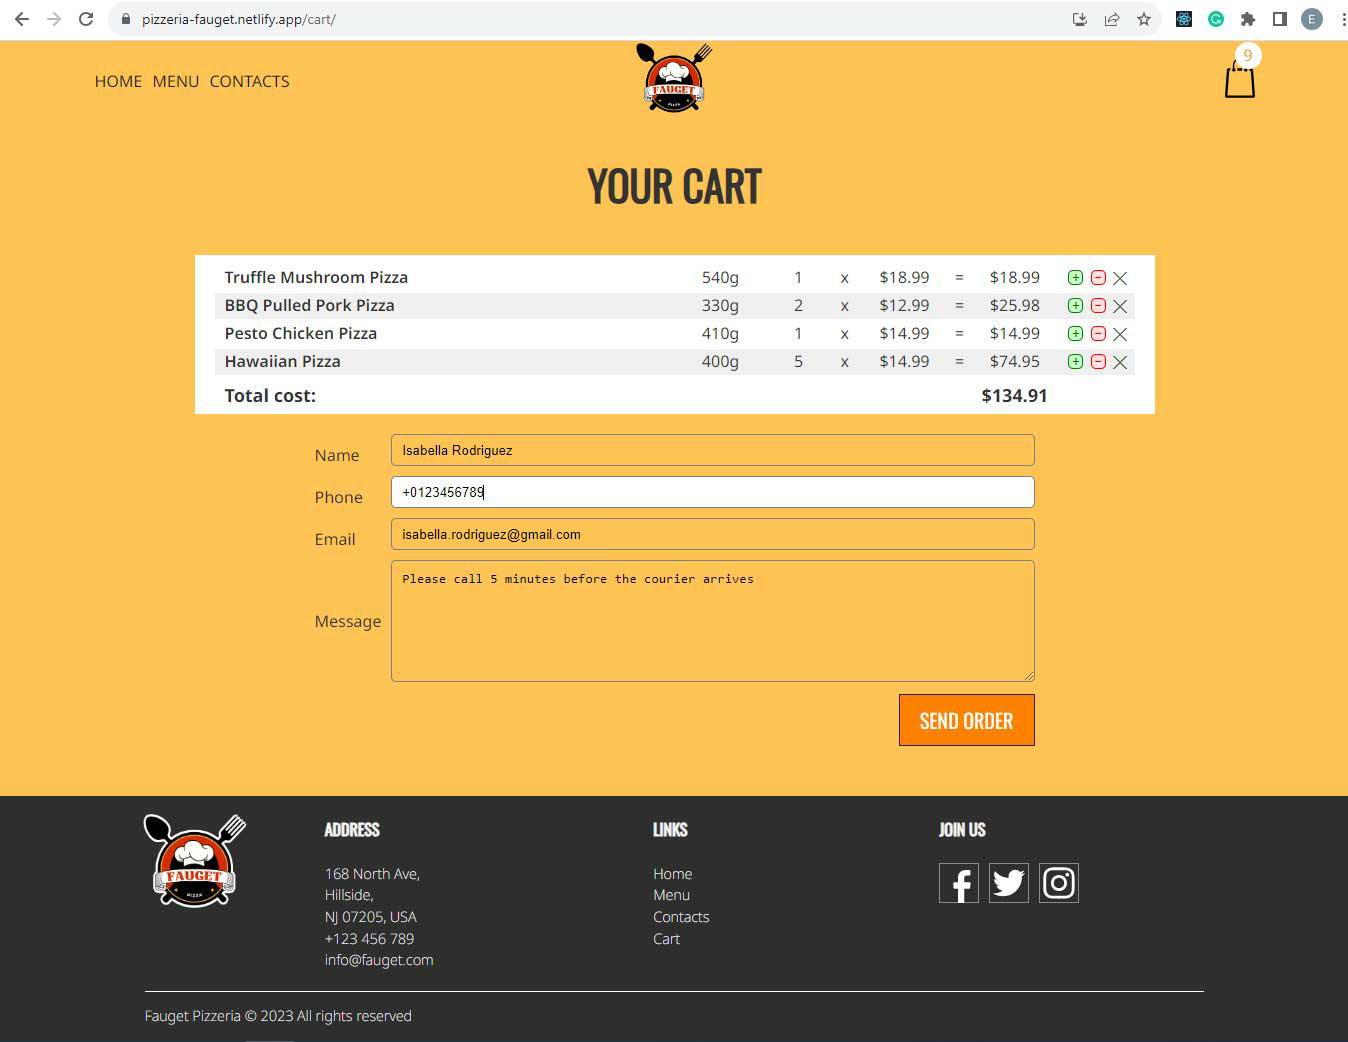 pizzeria-fauget.netlify.app/cart/
E
HOME MENU CONTACTS
FAUGET
PIZZA
9
YOUR CART
Truffle Mushroom Pizza 540g 1 x $18.99 = $18.99
BBQ Pulled Pork Pizza 330g 2 x $12.99 = $25.98
Pesto Chicken Pizza 410g 1 x $14.99 = $14.99
Hawaiian Pizza 400g 5 x $14.99 = $74.95
Total cost: $134.91
Name Isabella Rodriguez
Phone +0123456789
Email isabella.rodriguez@gmail.com
Please call 5 minutes before the courier arrives
Message
SEND ORDER
FAUGET
PIZZA
ADDRESS
168 North Ave,
Hillside,
NJ 07205, USA
+123 456 789
info@fauget.com
LINKS
Home
Menu
Contacts
Cart
JOIN US
Fauget Pizzeria © 2023 All rights reserved